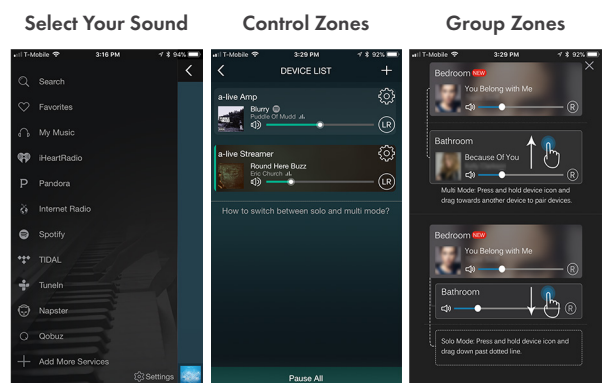 Select Your Sound
Control Zones
Group Zones
T-Mobile 3:16 PM 94%
Search
Favorites
My Music
iHeartRadio
Pandora
Internet Radio
Spotify
TIDAL
TuneIn
Napster
Qobuz
Add More Services
Settings
T-Mobile 3:29 PM 92%
DEVICE LIST
a-live Amp
Blurry
Puddle Of Mudd
LR
a-live Streamer
Round Here Buzz
Eric Church
LR
How to switch between solo and multi mode?
Pause All
T-Mobile 3:29 PM 92%
Bedroom NEW
You Belong with Me
R
Bathroom
Because Of You
R
Multi Mode: Press and hold device icon and
drag towards another device to pair devices.
Bedroom NEW
You Belong with Me
R
Bathroom
R
Solo Mode: Press and hold device icon and
drag down past dotted line.